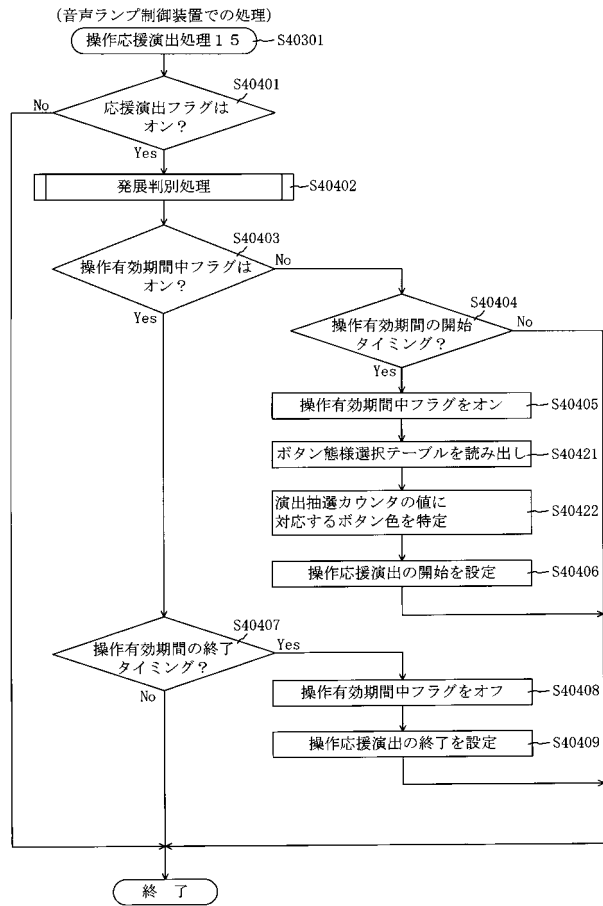 (音声ランプ制御装置での処理)
操作応援演出処理15
S40301
S40401
No
応援演出フラグは
オン?
Yes
発展判別処理
S40402
S40403
操作有効期間中フラグは
オン?
No
Yes
S40404
操作有効期間の開始
タイミング?
No
Yes
操作有効期間中フラグをオン
S40405
ボタン態様選択テーブルを読み出し
S40421
演出抽選カウンタの値に
対応するボタン色を特定
S40422
操作応援演出の開始を設定
S40406
S40407
操作有効期間の終了
タイミング?
Yes
No
操作有効期間中フラグをオフ
S40408
操作応援演出の終了を設定
S40409
終 了